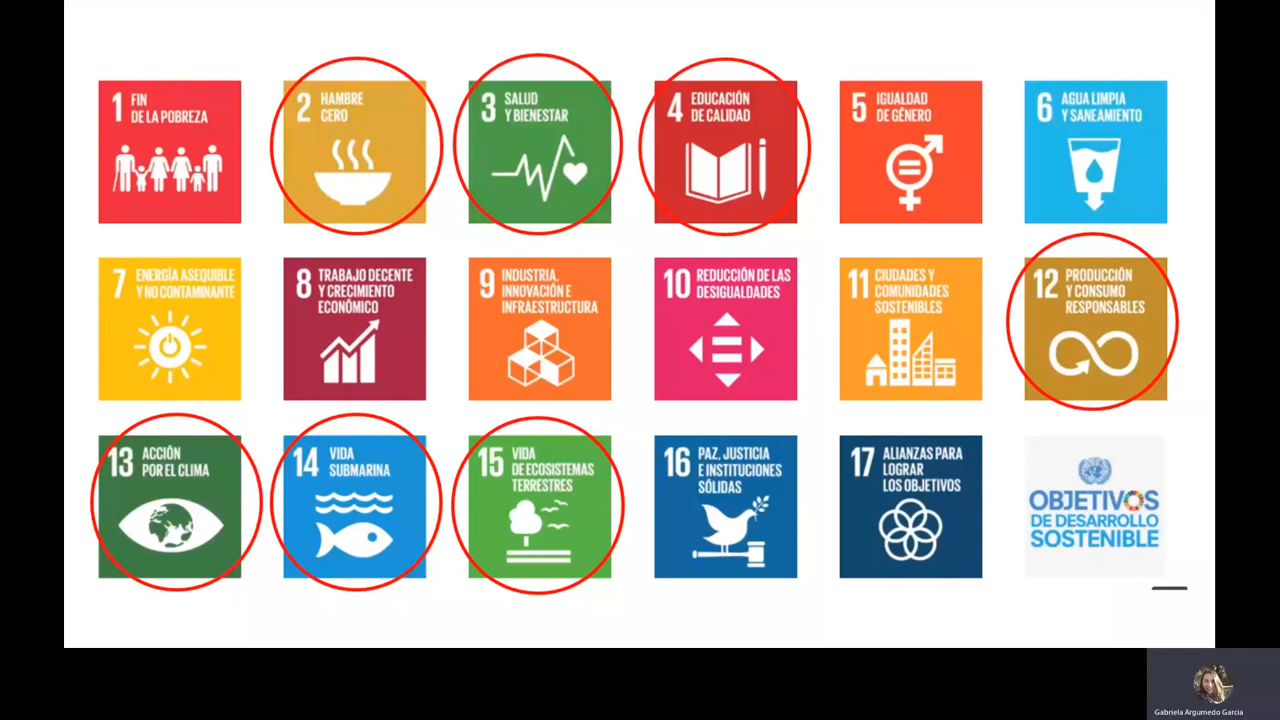 1 FIN
DE LA POBREZA
2 HAMBRE
CERO
3 SALUD
Y BIENESTAR
4 EDUCACIÓN
DE CALIDAD
5 IGUALDAD
DE GÉNERO
6 AGUA LIMPIA
Y SANEAMIENTO
7 ENERGÍA ASEQUIBLE
Y NO CONTAMINANTE
8 TRABAJO DECENTE
Y CRECIMIENTO
ECONÓMICO
9 INDUSTRIA,
INNOVACIÓN E
INFRAESTRUCTURA
10 REDUCCIÓN DE LAS
DESIGUALDADES
11 CIUDADES Y
COMUNIDADES
SOSTENIBLES
12 PRODUCCIÓN
Y CONSUMO
RESPONSABLES
13 ACCIÓN
POR EL CLIMA
14 VIDA
SUBMARINA
15 VIDA
DE ECOSISTEMAS
TERRESTRES
16 PAZ, JUSTICIA
E INSTITUCIONES
SÓLIDAS
17 ALIANZAS PARA
LOGRAR
LOS OBJETIVOS
OBJETIVOS
DE DESARROLLO
SOSTENIBLE
Gabriela Argumedo Garcia